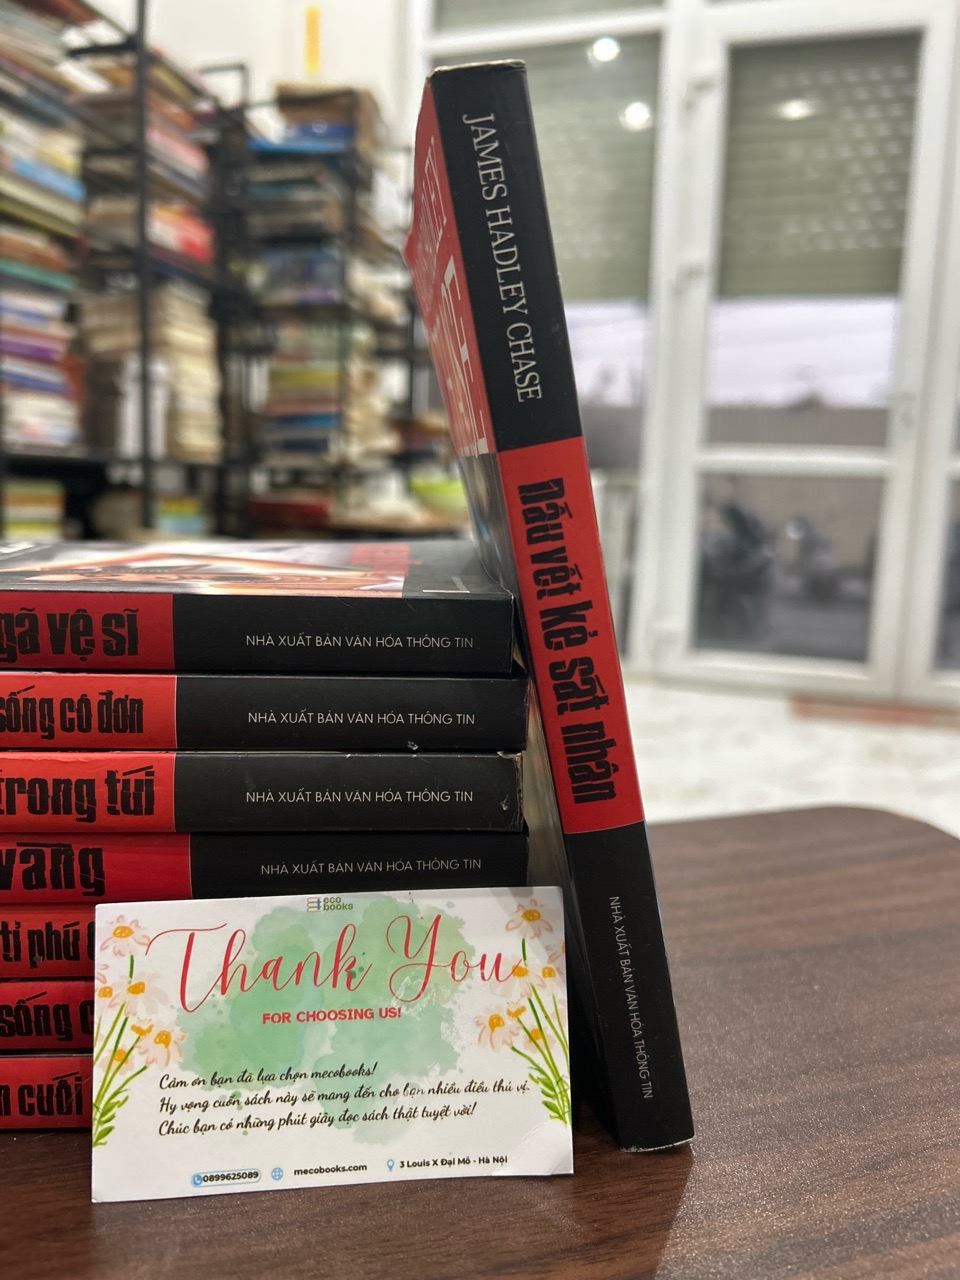 JAMES HADLEY CHASE
Dấu vết kẻ sát nhân
NHÀ XUẤT BẢN VĂN HÓA THÔNG TIN
gã vệ sĩ
NHÀ XUẤT BẢN VĂN HÓA THÔNG TIN
sống cô đơn
NHÀ XUẤT BẢN VĂN HÓA THÔNG TIN
trong túi
NHÀ XUẤT BẢN VĂN HÓA THÔNG TIN
vàng
NHÀ XUẤT BẢN VĂN HÓA THÔNG TIN
tỉ phú
sống
cuối
eco
books
Thank You
FOR CHOOSING US!
Cảm ơn bạn đã lựa chọn mecobooks!
Hy vọng cuốn sách này sẽ mang đến cho bạn nhiều điều thú vị.
Chúc bạn có những phút giây đọc sách thật tuyệt vời!
0899625089
mecobooks.com
3 Louis X Đại Mỗ - Hà Nội